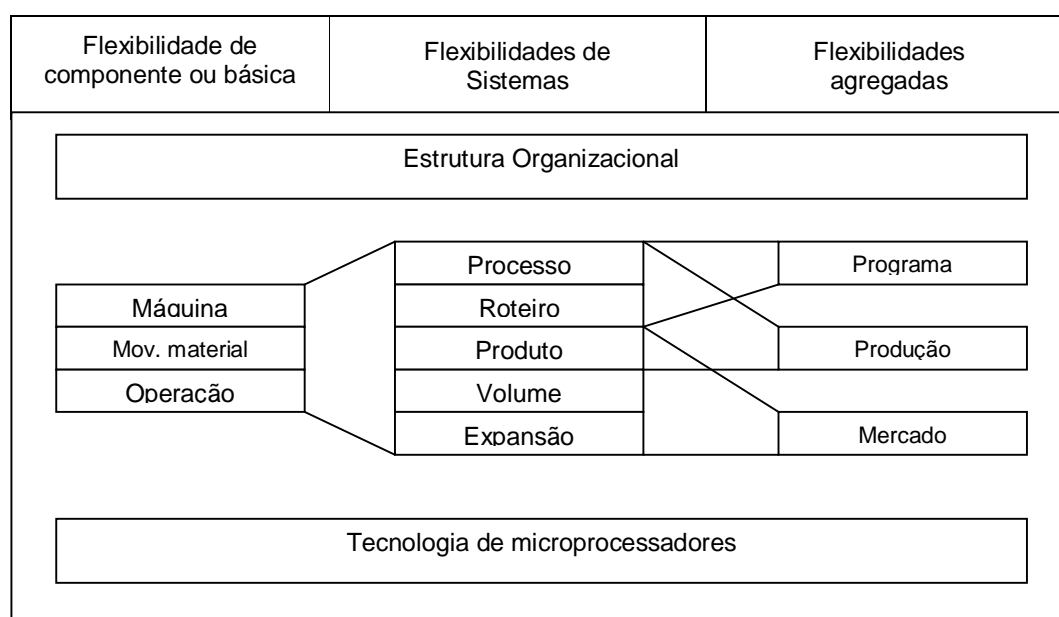 Flexibilidade de
componente ou básica
Flexibilidades de
Sistemas
Flexibilidades
agregadas
Estrutura Organizacional
Máquina
Mov. material
Operação
Processo
Roteiro
Produto
Volume
Expansão
Programa
Produção
Mercado
Tecnologia de microprocessadores